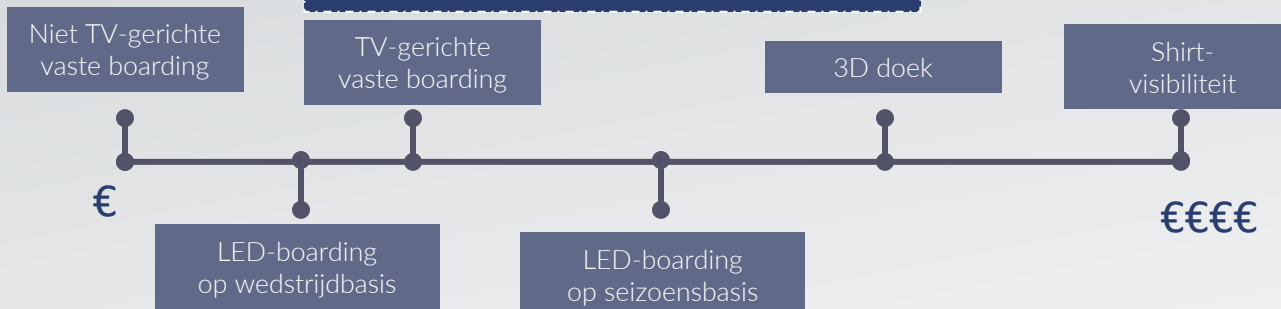 Niet TV-gerichte
vaste boarding
TV-gerichte
vaste boarding
3D doek
Shirt-
visibiliteit
€
€€€€
LED-boarding
op wedstrijdbasis
LED-boarding
op seizoensbasis